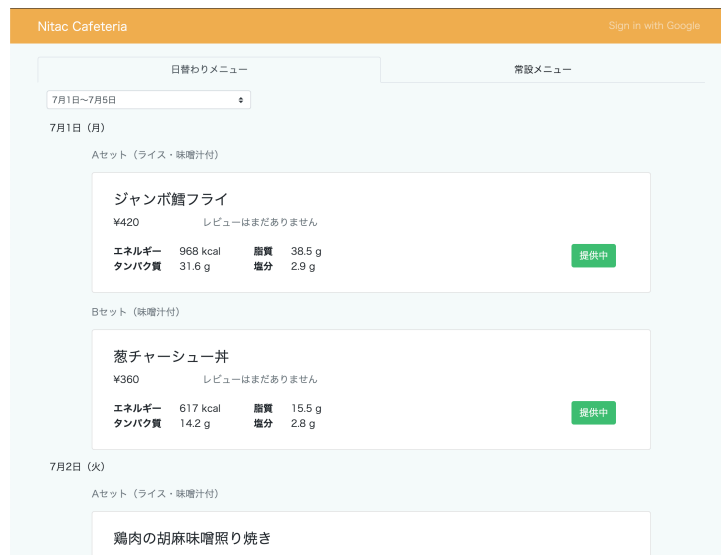 Nitac Cafeteria Sign in with Google
日替わりメニュー 常設メニュー
7月1日〜7月5日
7月1日（月）
Aセット（ライス・味噌汁付）
ジャンボ鱈フライ
¥420 レビューはまだありません
エネルギー 968 kcal 脂質 38.5 g
タンパク質 31.6 g 塩分 2.9 g
提供中
Bセット（味噌汁付）
葱チャーシュー丼
¥360 レビューはまだありません
エネルギー 617 kcal 脂質 15.5 g
タンパク質 14.2 g 塩分 2.8 g
提供中
7月2日（火）
Aセット（ライス・味噌汁付）
鶏肉の胡麻味噌照り焼き